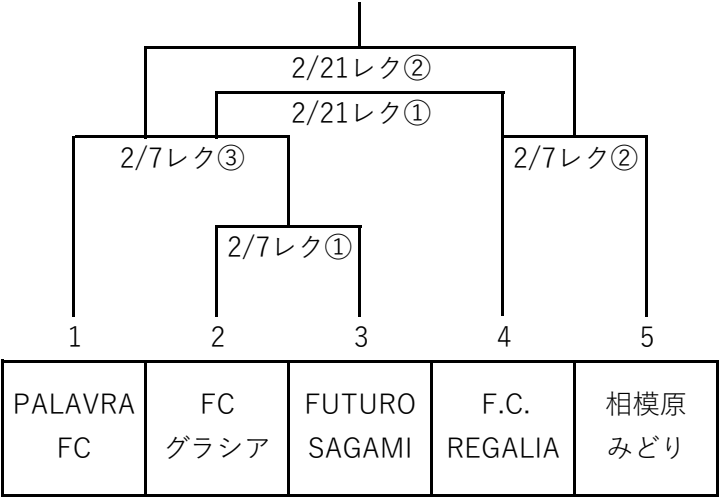 2/21レク②
2/21レク①
2/7レク③
2/7レク②
2/7レク①
1
2
3
4
5
PALAVRA
FC
FC
グラシア
FUTURO
SAGAMI
F.C.
REGALIA
相模原
みどり